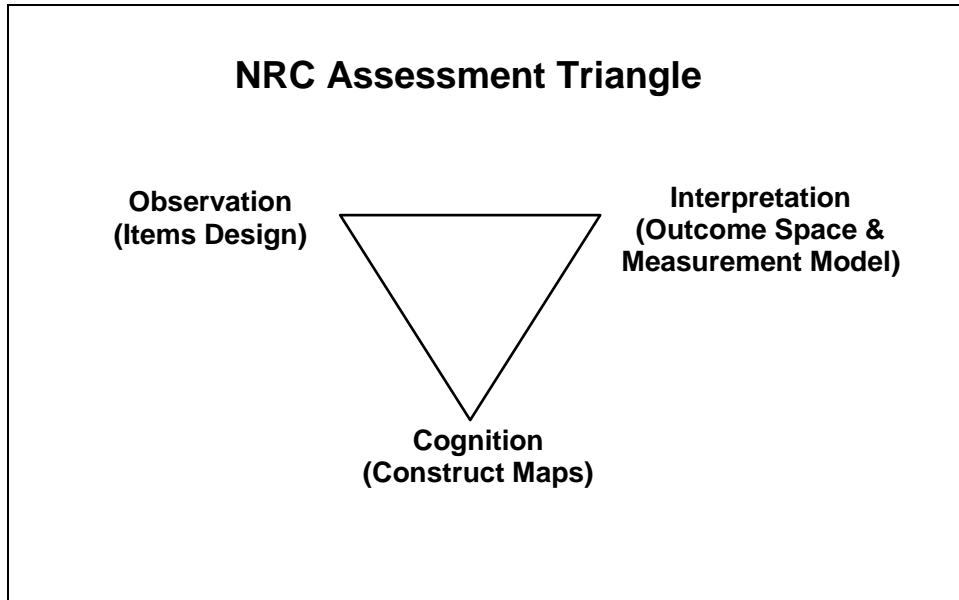 NRC Assessment Triangle
Observation
(Items Design)
Interpretation
(Outcome Space &
Measurement Model)
Cognition
(Construct Maps)